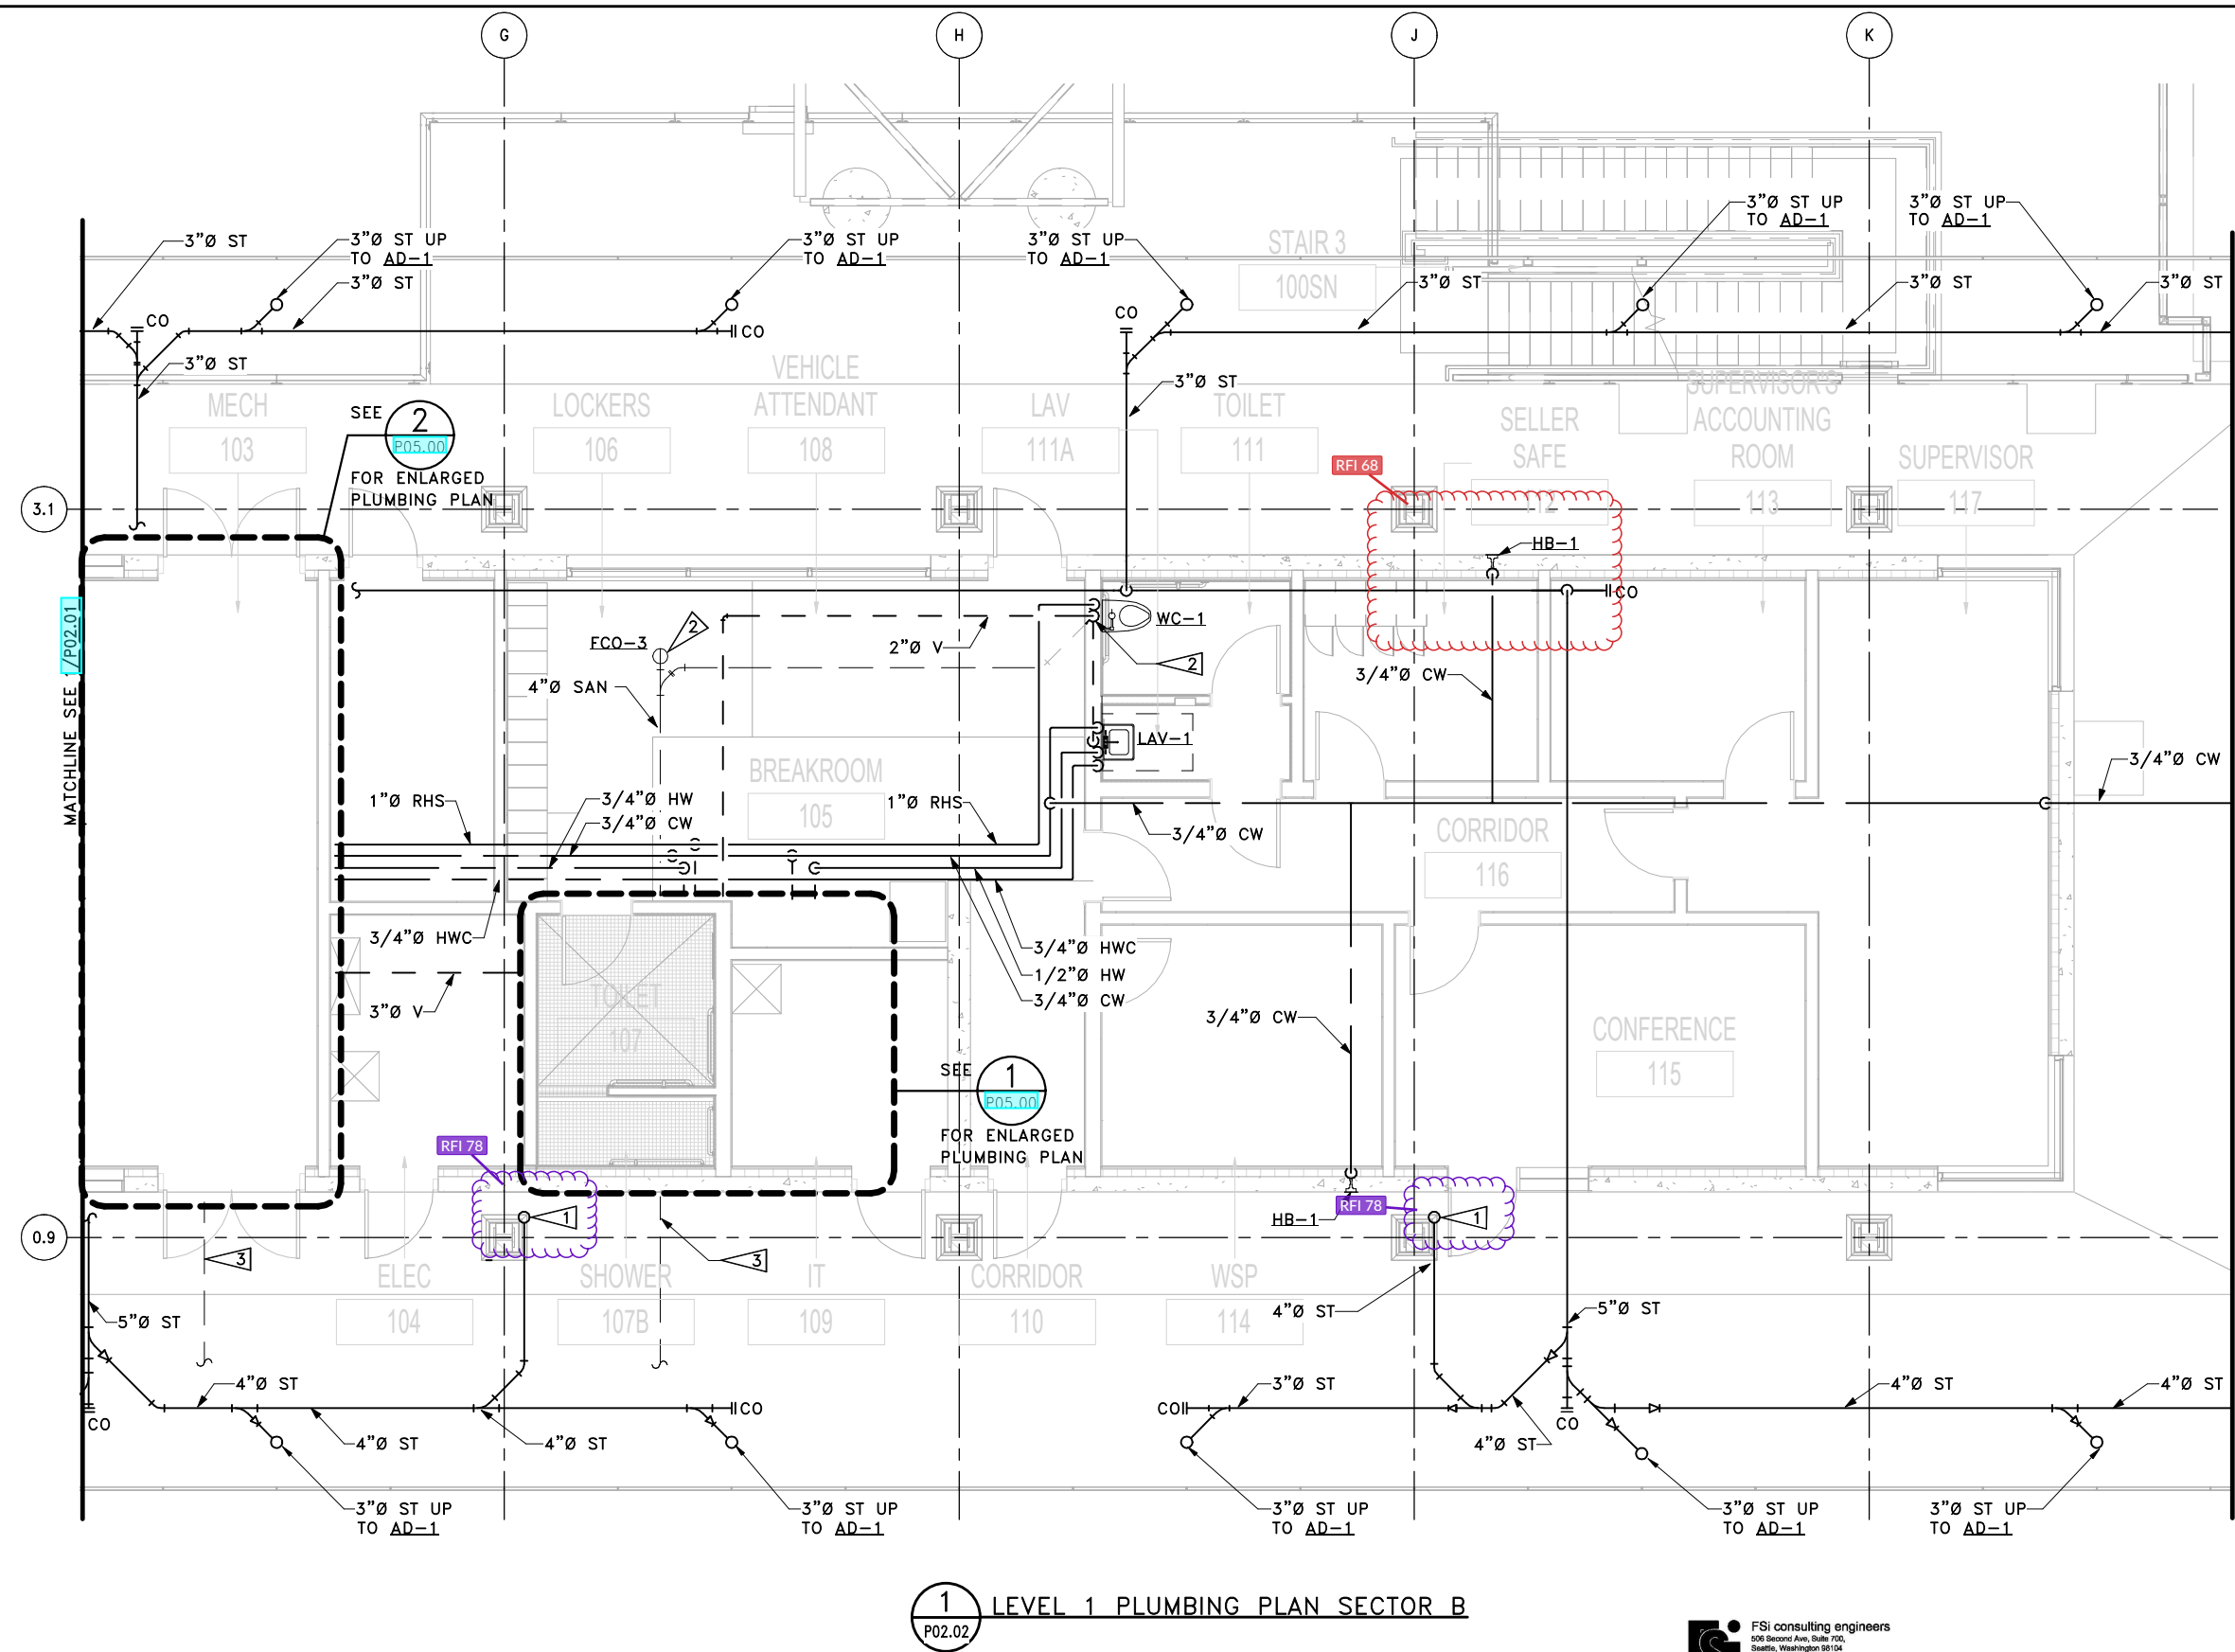 G
H
J
K
3"Ø ST
3"Ø ST UP
TO AD-1
3"Ø ST
3"Ø ST UP
TO AD-1
3"Ø ST UP
TO AD-1
STAIR 3
100SN
3"Ø ST UP
TO AD-1
3"Ø ST UP
TO AD-1
3"Ø ST
3"Ø ST
3"Ø ST
CO
CO
CO
3"Ø ST
3"Ø ST
MECH
103
SEE
2
P05.00
FOR ENLARGED
PLUMBING PLAN
LOCKERS
106
VEHICLE
ATTENDANT
108
LAV
111A
TOILET
111
SELLER
SAFE
112
SUPERVISOR'S
ACCOUNTING
ROOM
113
SUPERVISOR
117
RFI 68
3.1
HB-1
CO
MATCHLINE SEE 1/P02.01
FCO-3
2
2"Ø V
WC-1
2
4"Ø SAN
3/4"Ø CW
LAV-1
BREAKROOM
105
1"Ø RHS
3/4"Ø HW
3/4"Ø CW
1"Ø RHS
3/4"Ø CW
3/4"Ø CW
CORRIDOR
116
3/4"Ø HWC
3/4"Ø HWC
1/2"Ø HW
3/4"Ø CW
3"Ø V
TOILET
107
3/4"Ø CW
CONFERENCE
115
SEE
1
P05.00
FOR ENLARGED
PLUMBING PLAN
RFI 78
RFI 78
HB-1
1
1
0.9
3
3
ELEC
104
SHOWER
107B
IT
109
CORRIDOR
110
WSP
114
4"Ø ST
5"Ø ST
5"Ø ST
4"Ø ST
3"Ø ST
4"Ø ST
4"Ø ST
CO
CO
CO
CO
4"Ø ST
4"Ø ST
4"Ø ST
3"Ø ST UP
TO AD-1
3"Ø ST UP
TO AD-1
3"Ø ST UP
TO AD-1
3"Ø ST UP
TO AD-1
3"Ø ST UP
TO AD-1
1
P02.02
LEVEL 1 PLUMBING PLAN SECTOR B
FSi consulting engineers
506 Second Ave, Suite 700,
Seattle, Washington 98104